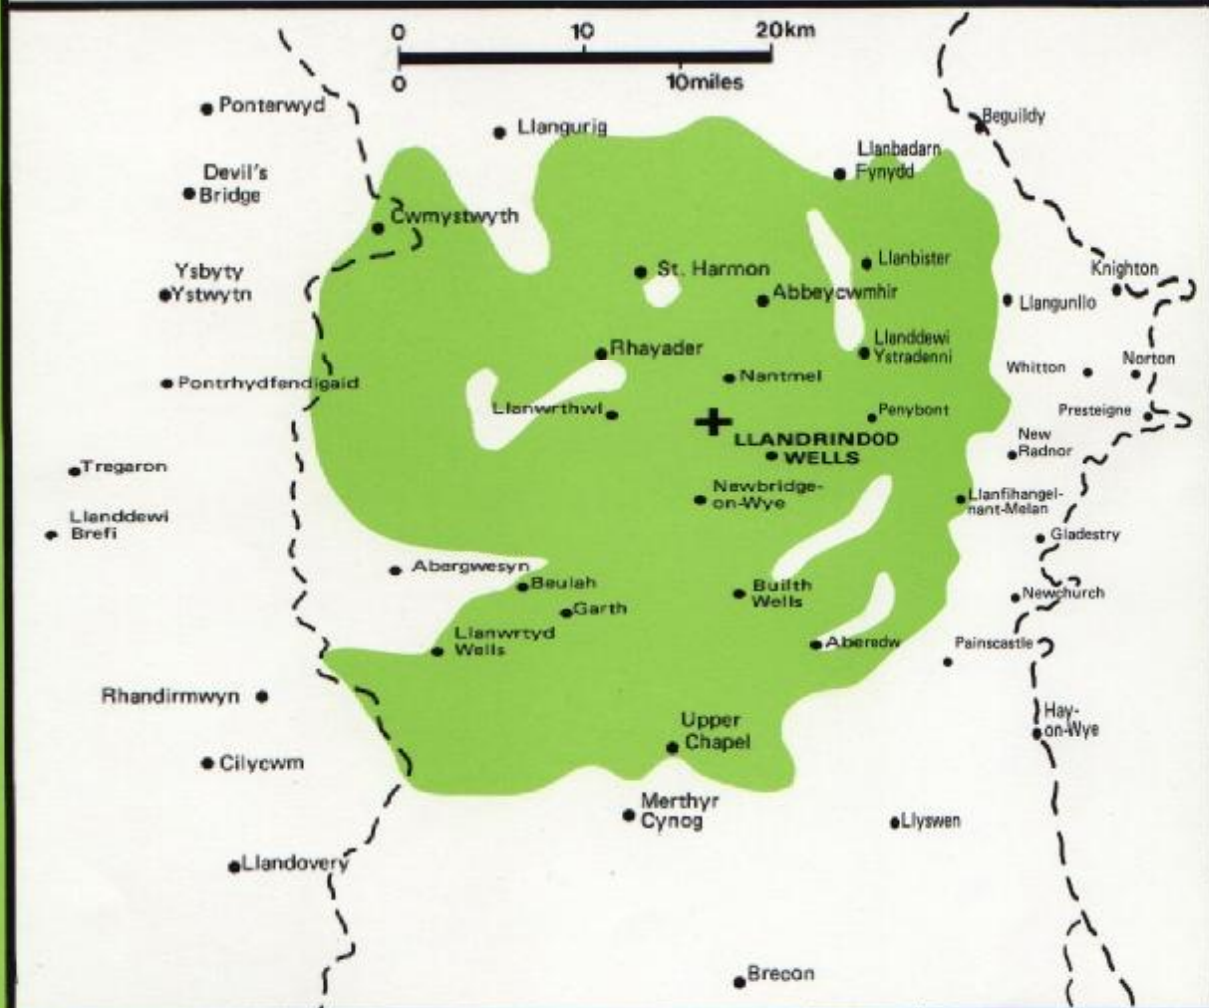 0 10 20km
0 10miles
Ponterwyd
Llangurig
Beguildy
Llanbadarn
Fynydd
Devil's
Bridge
Cwmystwyth
Ysbyty
Ystwytn
St. Harmon
Llanbister
Knighton
Abbeycwmhir
Llangunllo
Rhayader
Llanddewi
Ystradenni
Whitton
Norton
Pontrhydfendigaid
Nantmel
Llanwrthwl
Penybont
Presteigne
LLANDRINDOD
WELLS
New
Radnor
Tregaron
Newbridge-
on-Wye
Llanfihangel-
nant-Melan
Llanddewi
Brefi
Gladestry
Abergwesyn
Beulah
Builth
Wells
Newchurch
Garth
Llanwrtyd
Wells
Aberedw
Painscastle
Rhandirmwyn
Upper
Chapel
Hay-
on-Wye
Cilycwm
Merthyr
Cynog
Llyswen
Llandovery
Brecon